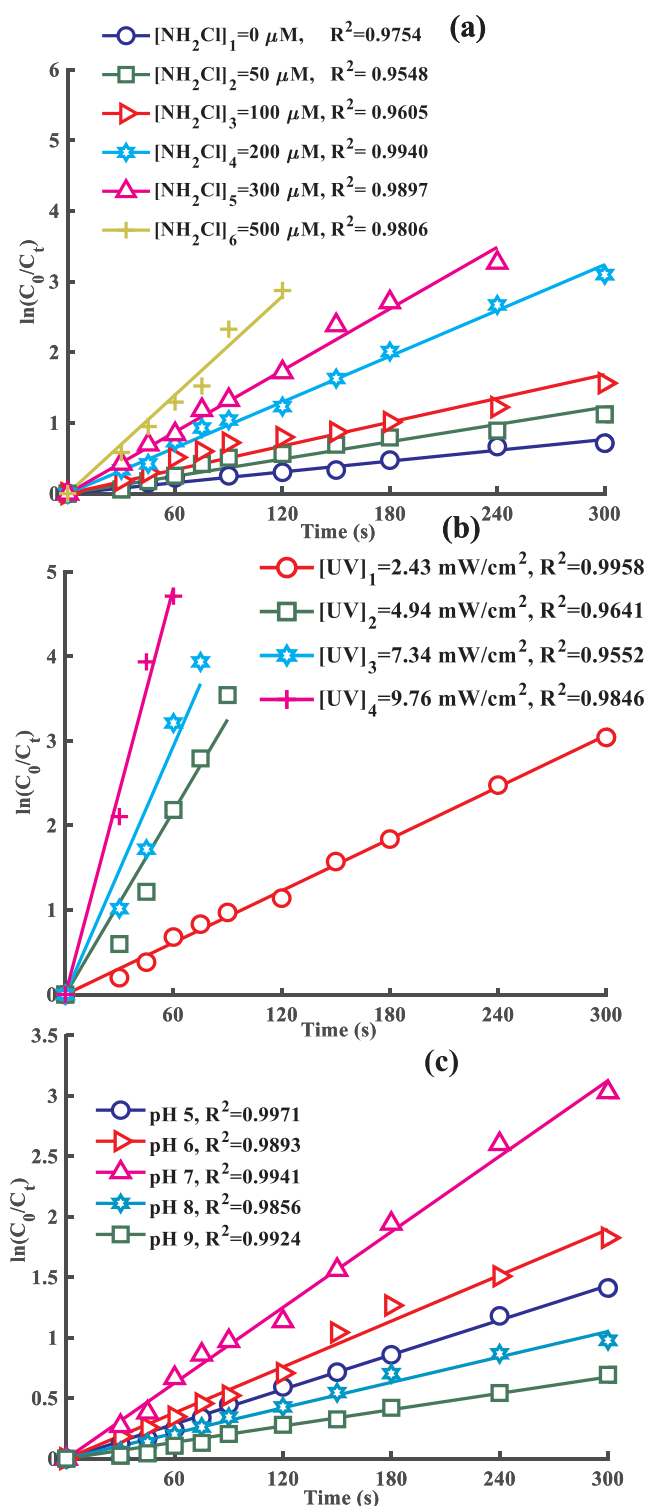 (a)
[NH₂Cl]₁=0 μM, R²=0.9754
[NH₂Cl]₂=50 μM, R²= 0.9548
[NH₂Cl]₃=100 μM, R²= 0.9605
[NH₂Cl]₄=200 μM, R²= 0.9940
[NH₂Cl]₅=300 μM, R²= 0.9897
[NH₂Cl]₆=500 μM, R²= 0.9806
ln(C₀/Cₜ)
6
5
4
3
2
1
0
60 120 180 240 300
Time (s)
(b)
[UV]₁=2.43 mW/cm², R²=0.9958
[UV]₂=4.94 mW/cm², R²=0.9641
[UV]₃=7.34 mW/cm², R²=0.9552
[UV]₄=9.76 mW/cm², R²=0.9846
ln(C₀/Cₜ)
5
4
3
2
1
0
60 120 180 240 300
Time (s)
(c)
pH 5, R²=0.9971
pH 6, R²=0.9893
pH 7, R²=0.9941
pH 8, R²=0.9856
pH 9, R²=0.9924
ln(C₀/Cₜ)
3.5
3
2.5
2
1.5
1
0.5
0
60 120 180 240 300
Time (s)